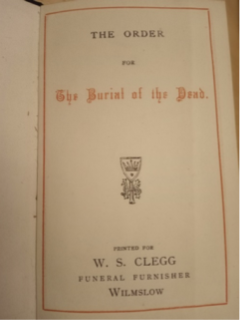 THE ORDER
FOR
The Burial of the Dead.
PRINTED FOR
W. S. CLEGG
FUNERAL FURNISHER
WILMSLOW